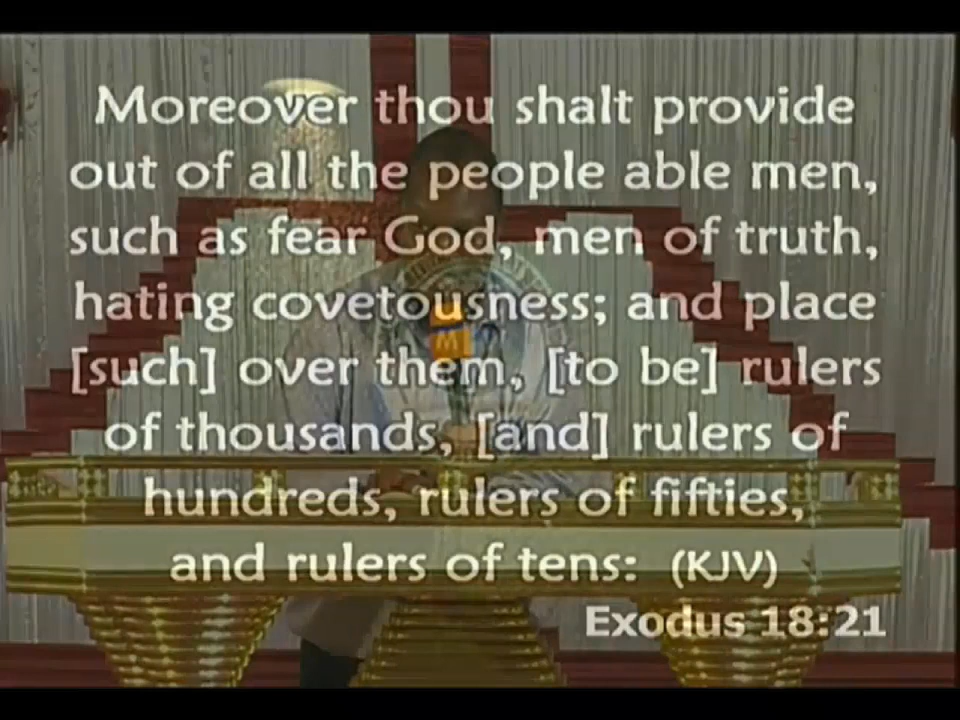 Moreover thou shalt provide
out of all the people able men,
such as fear God, men of truth,
hating covetousness; and place
[such] over them, [to be] rulers
of thousands, [and] rulers of
hundreds, rulers of fifties,
and rulers of tens: (KJV)
Exodus 18:21